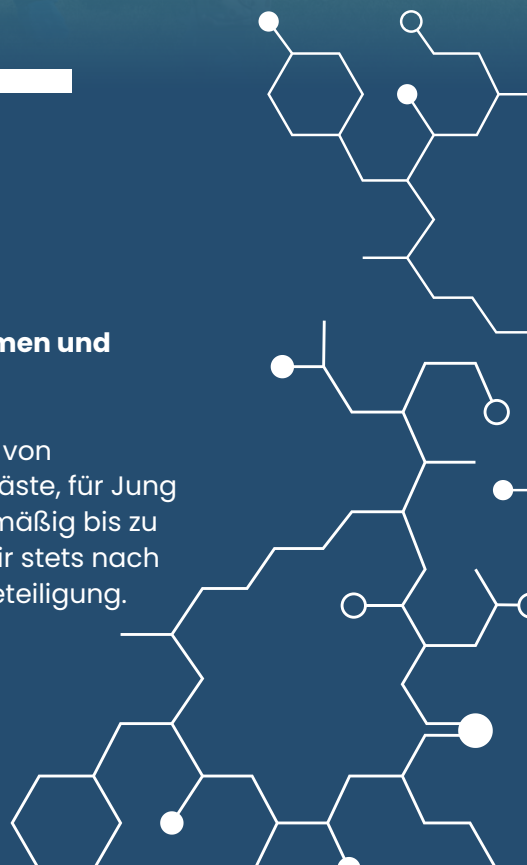 men und
von
äste, für Jung
mäßig bis zu
ir stets nach
eteiligung.